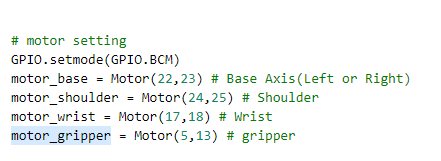 # motor setting
GPIO.setmode(GPIO.BCM)
motor_base = Motor(22,23) # Base Axis(Left or Right)
motor_shoulder = Motor(24,25) # Shoulder
motor_wrist = Motor(17,18) # Wrist
motor_gripper = Motor(5,13) # gripper